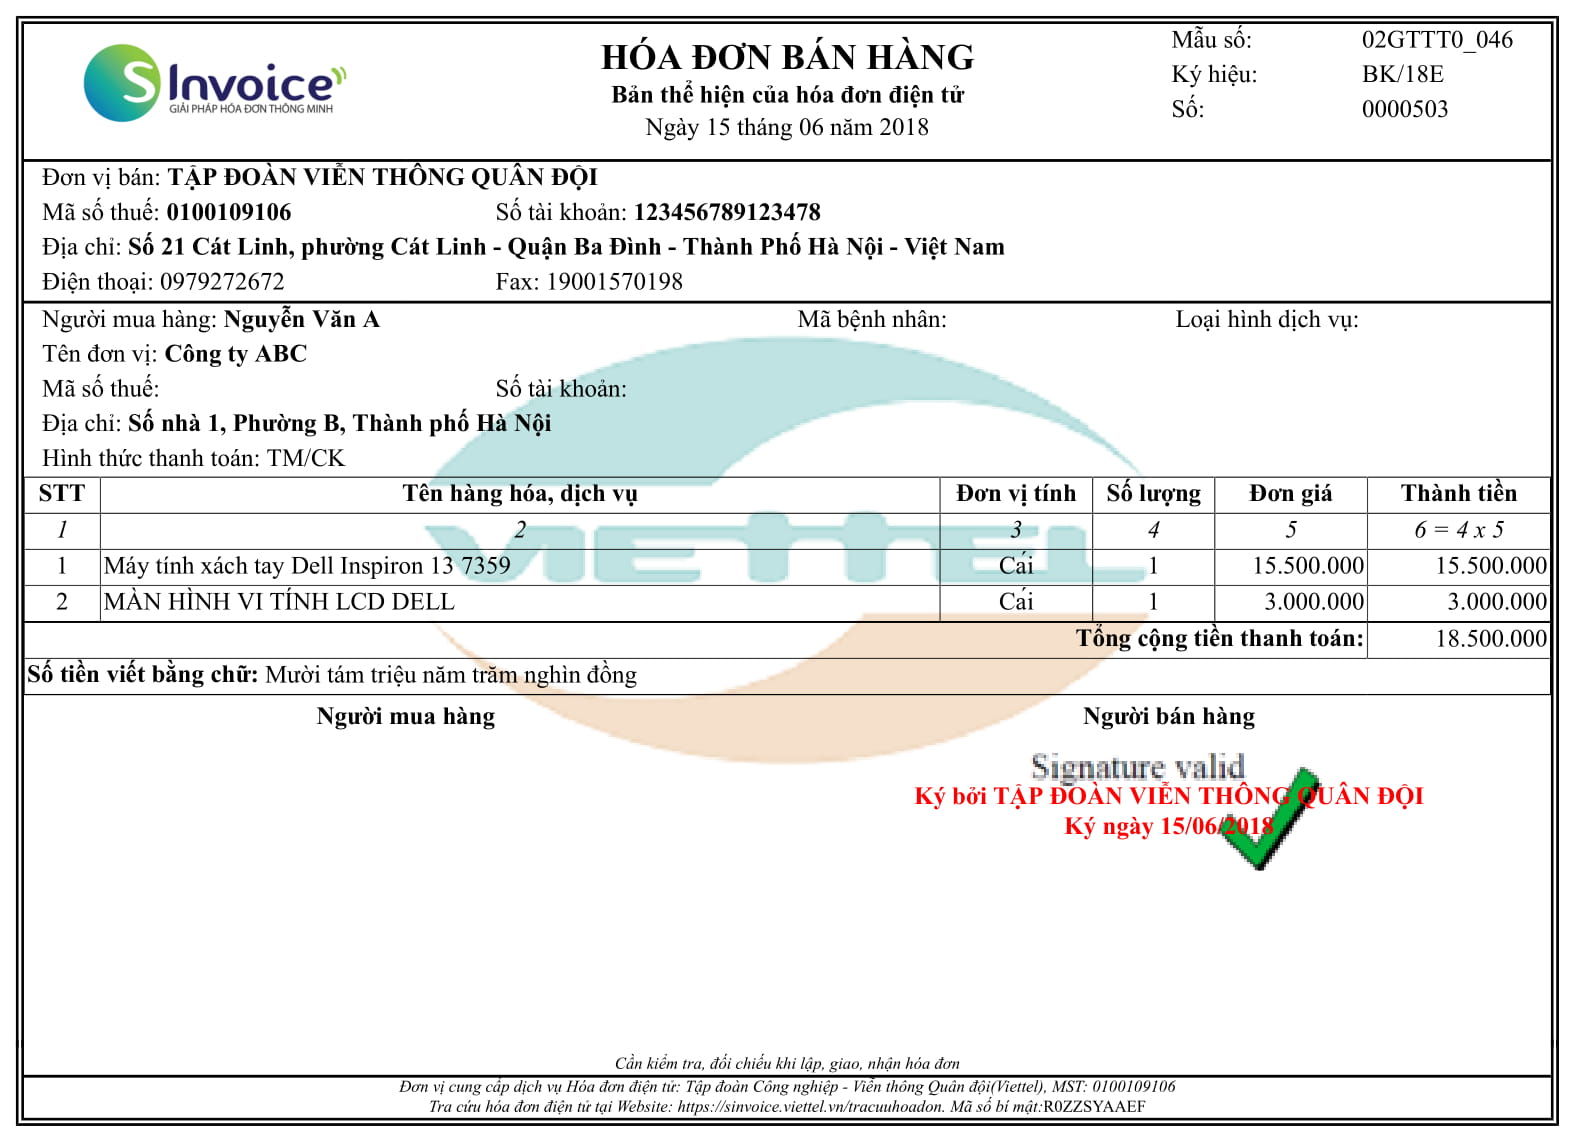 S Invoice
GIẢI PHÁP HÓA ĐƠN THÔNG MINH
HÓA ĐƠN BÁN HÀNG
Bản thể hiện của hóa đơn điện tử
Ngày 15 tháng 06 năm 2018
Mẫu số: 02GTTT0_046
Ký hiệu: BK/18E
Số: 0000503
Đơn vị bán: TẬP ĐOÀN VIỄN THÔNG QUÂN ĐỘI
Mã số thuế: 0100109106 Số tài khoản: 123456789123478
Địa chỉ: Số 21 Cát Linh, phường Cát Linh - Quận Ba Đình - Thành Phố Hà Nội - Việt Nam
Điện thoại: 0979272672 Fax: 19001570198
Người mua hàng: Nguyễn Văn A Mã bệnh nhân: Loại hình dịch vụ:
Tên đơn vị: Công ty ABC
Mã số thuế: Số tài khoản:
Địa chỉ: Số nhà 1, Phường B, Thành phố Hà Nội
Hình thức thanh toán: TM/CK
STT Tên hàng hóa, dịch vụ Đơn vị tính Số lượng Đơn giá Thành tiền
1 2 3 4 5 6 = 4 x 5
VIETTEL
1 Máy tính xách tay Dell Inspiron 13 7359 Cái 1 15.500.000 15.500.000
2 MÀN HÌNH VI TÍNH LCD DELL Cái 1 3.000.000 3.000.000
Tổng cộng tiền thanh toán: 18.500.000
Số tiền viết bằng chữ: Mười tám triệu năm trăm nghìn đồng
Người mua hàng Người bán hàng
Signature valid
Ký bởi TẬP ĐOÀN VIỄN THÔNG QUÂN ĐỘI
Ký ngày 15/06/2018
Cần kiểm tra, đối chiếu khi lập, giao, nhận hóa đơn
Đơn vị cung cấp dịch vụ Hóa đơn điện tử: Tập đoàn Công nghiệp - Viễn thông Quân đội(Viettel), MST: 0100109106
Tra cứu hóa đơn điện tử tại Website: https://sinvoice.viettel.vn/tracuuhoadon. Mã số bí mật:R0ZZSYAAEF